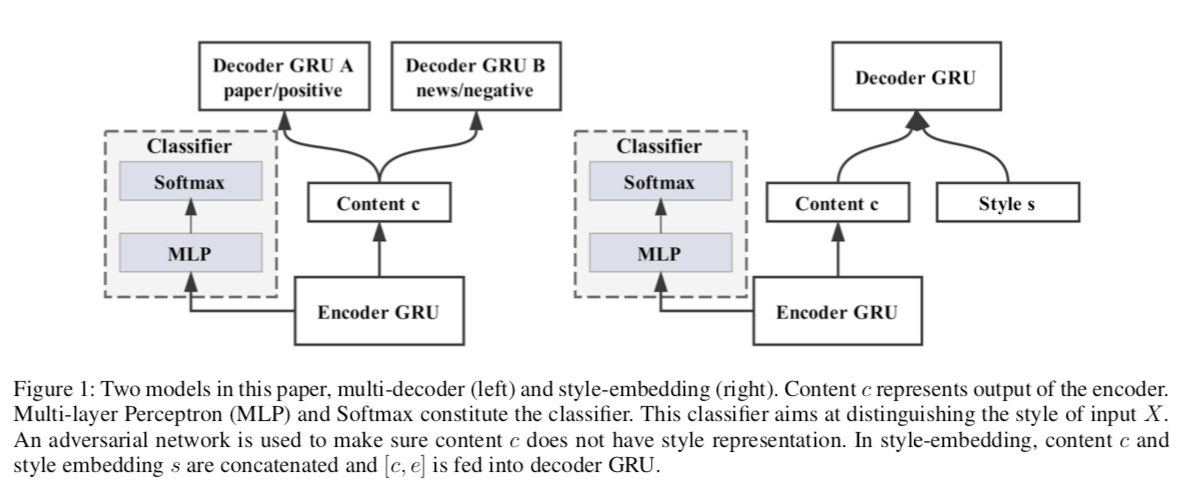 Decoder GRU A
paper/positive
Decoder GRU B
news/negative
Classifier
Softmax
MLP
Content c
Encoder GRU
Decoder GRU
Classifier
Softmax
MLP
Content c
Style s
Encoder GRU
Figure 1: Two models in this paper, multi-decoder (left) and style-embedding (right). Content c represents output of the encoder.
Multi-layer Perceptron (MLP) and Softmax constitute the classifier. This classifier aims at distinguishing the style of input X.
An adversarial network is used to make sure content c does not have style representation. In style-embedding, content c and
style embedding s are concatenated and [c, e] is fed into decoder GRU.